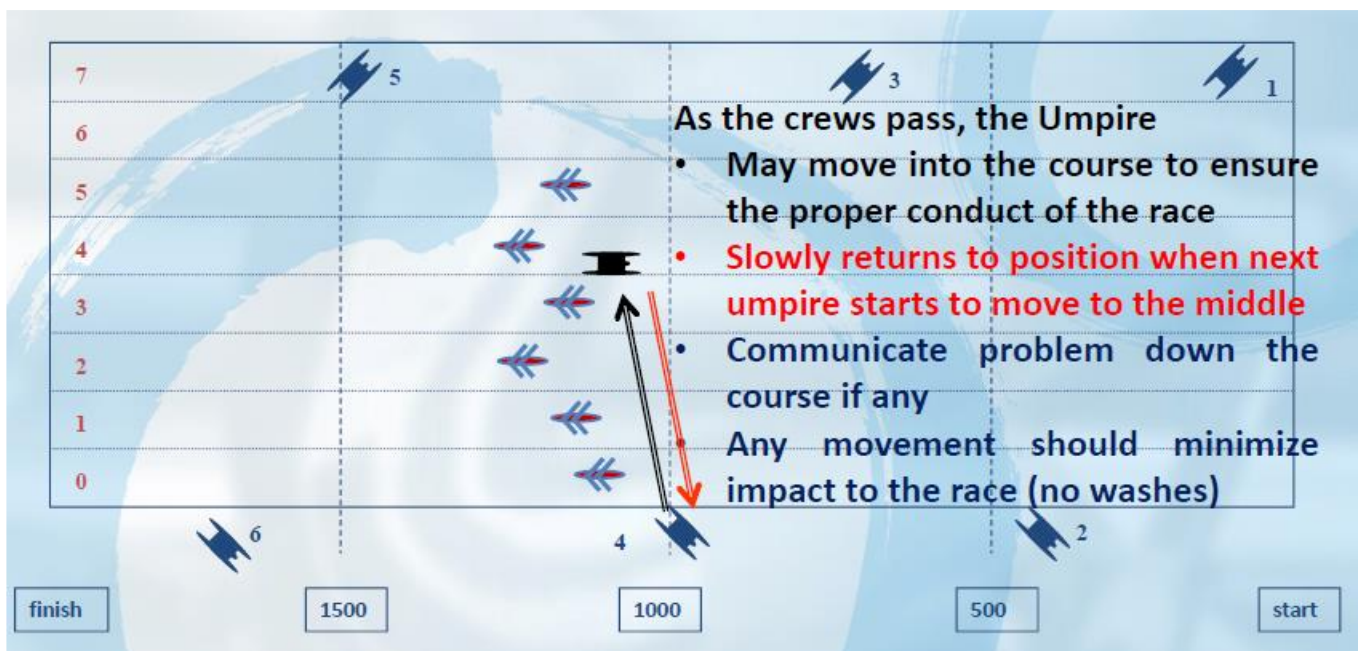 7
5
3
1
As the crews pass, the Umpire
6
• May move into the course to ensure
5
the proper conduct of the race
4
• Slowly returns to position when next
3
umpire starts to move to the middle
2
• Communicate problem down the
course if any
1
• Any movement should minimize
0
impact to the race (no washes)
6
4
2
finish
1500
1000
500
start